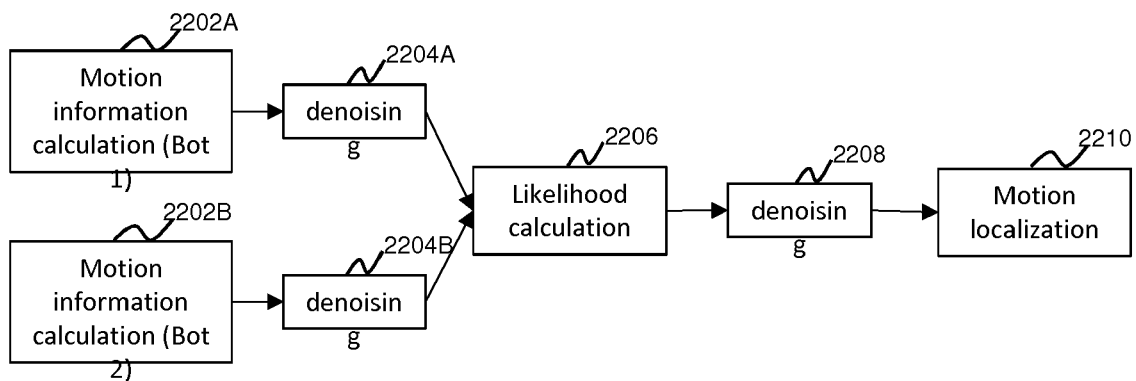 2202A
Motion
information
calculation (Bot
1)
2204A
denoisin
g
2202B
Motion
information
calculation (Bot
2)
2204B
denoisin
g
2206
Likelihood
calculation
2208
denoisin
g
2210
Motion
localization